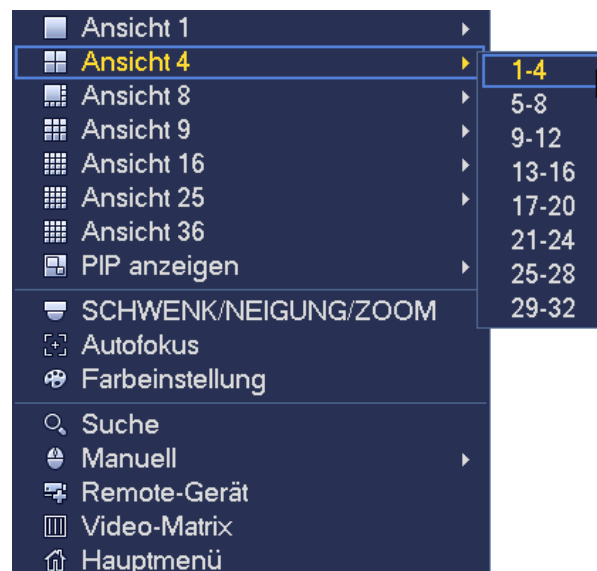 Ansicht 1
Ansicht 4
Ansicht 8
Ansicht 9
Ansicht 16
Ansicht 25
Ansicht 36
PIP anzeigen
SCHWENK/NEIGUNG/ZOOM
Autofokus
Farbeinstellung
Suche
Manuell
Remote-Gerät
Video-Matrix
Hauptmenü
1-4
5-8
9-12
13-16
17-20
21-24
25-28
29-32